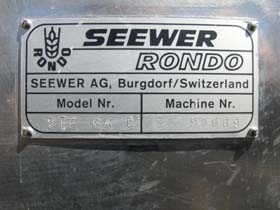 RONDO
SEEWER
RONDO
SEEWER AG, Burgdorf/Switzerland
Model Nr. Machine Nr.